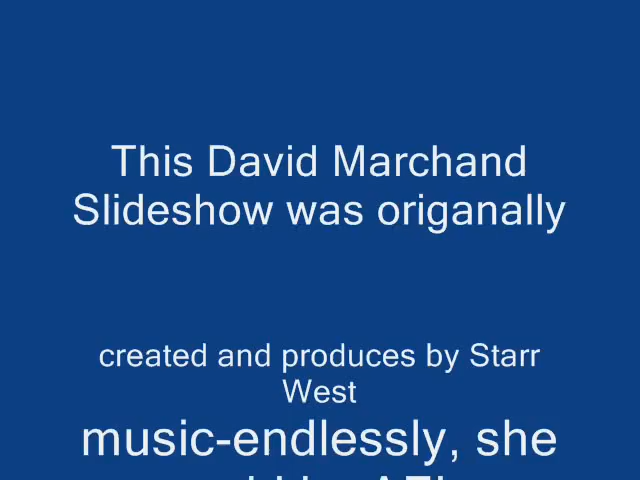 This David Marchand
Slideshow was origanally
created and produces by Starr
West
music-endlessly, she